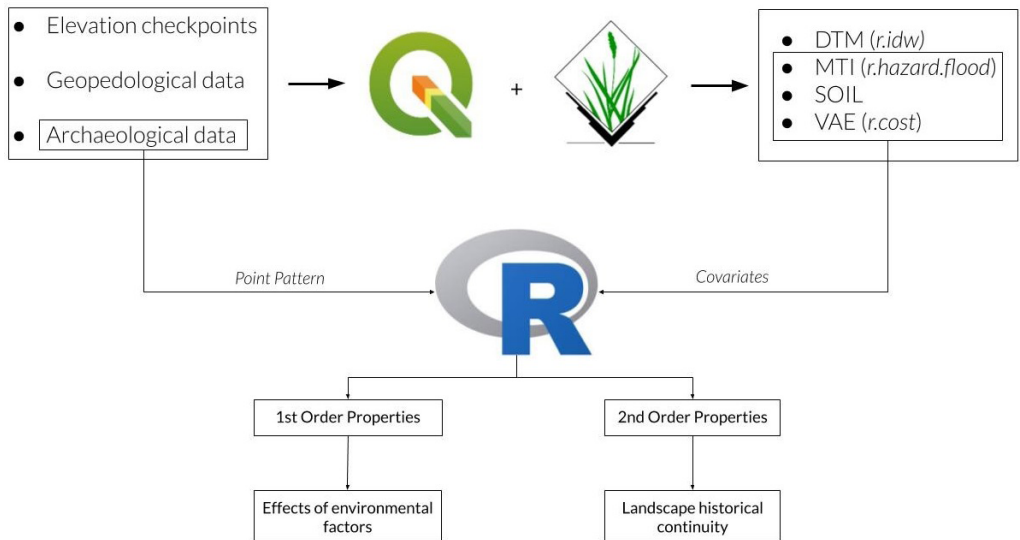 ● Elevation checkpoints
● Geopedological data
● Archaeological data
+
● DTM (r.idw)
● MTI (r.hazard.flood)
● SOIL
● VAE (r.cost)
Point Pattern
R
Covariates
1st Order Properties
2nd Order Properties
Effects of environmental
factors
Landscape historical
continuity